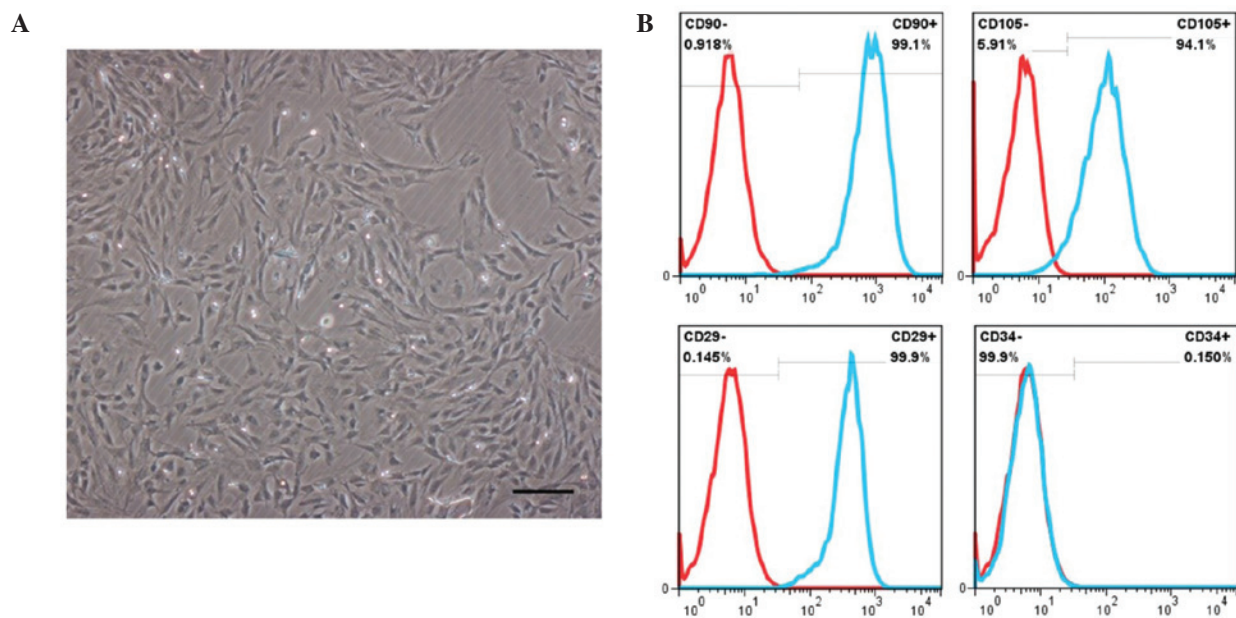 A
B
CD90- CD90+
0.918% 99.1%
0
10^0 10^1 10^2 10^3 10^4
CD105- CD105+
5.91% 94.1%
0
10^0 10^1 10^2 10^3 10^4
CD29- CD29+
0.145% 99.9%
0
10^0 10^1 10^2 10^3 10^4
CD34- CD34+
99.9% 0.150%
0
10^0 10^1 10^2 10^3 10^4